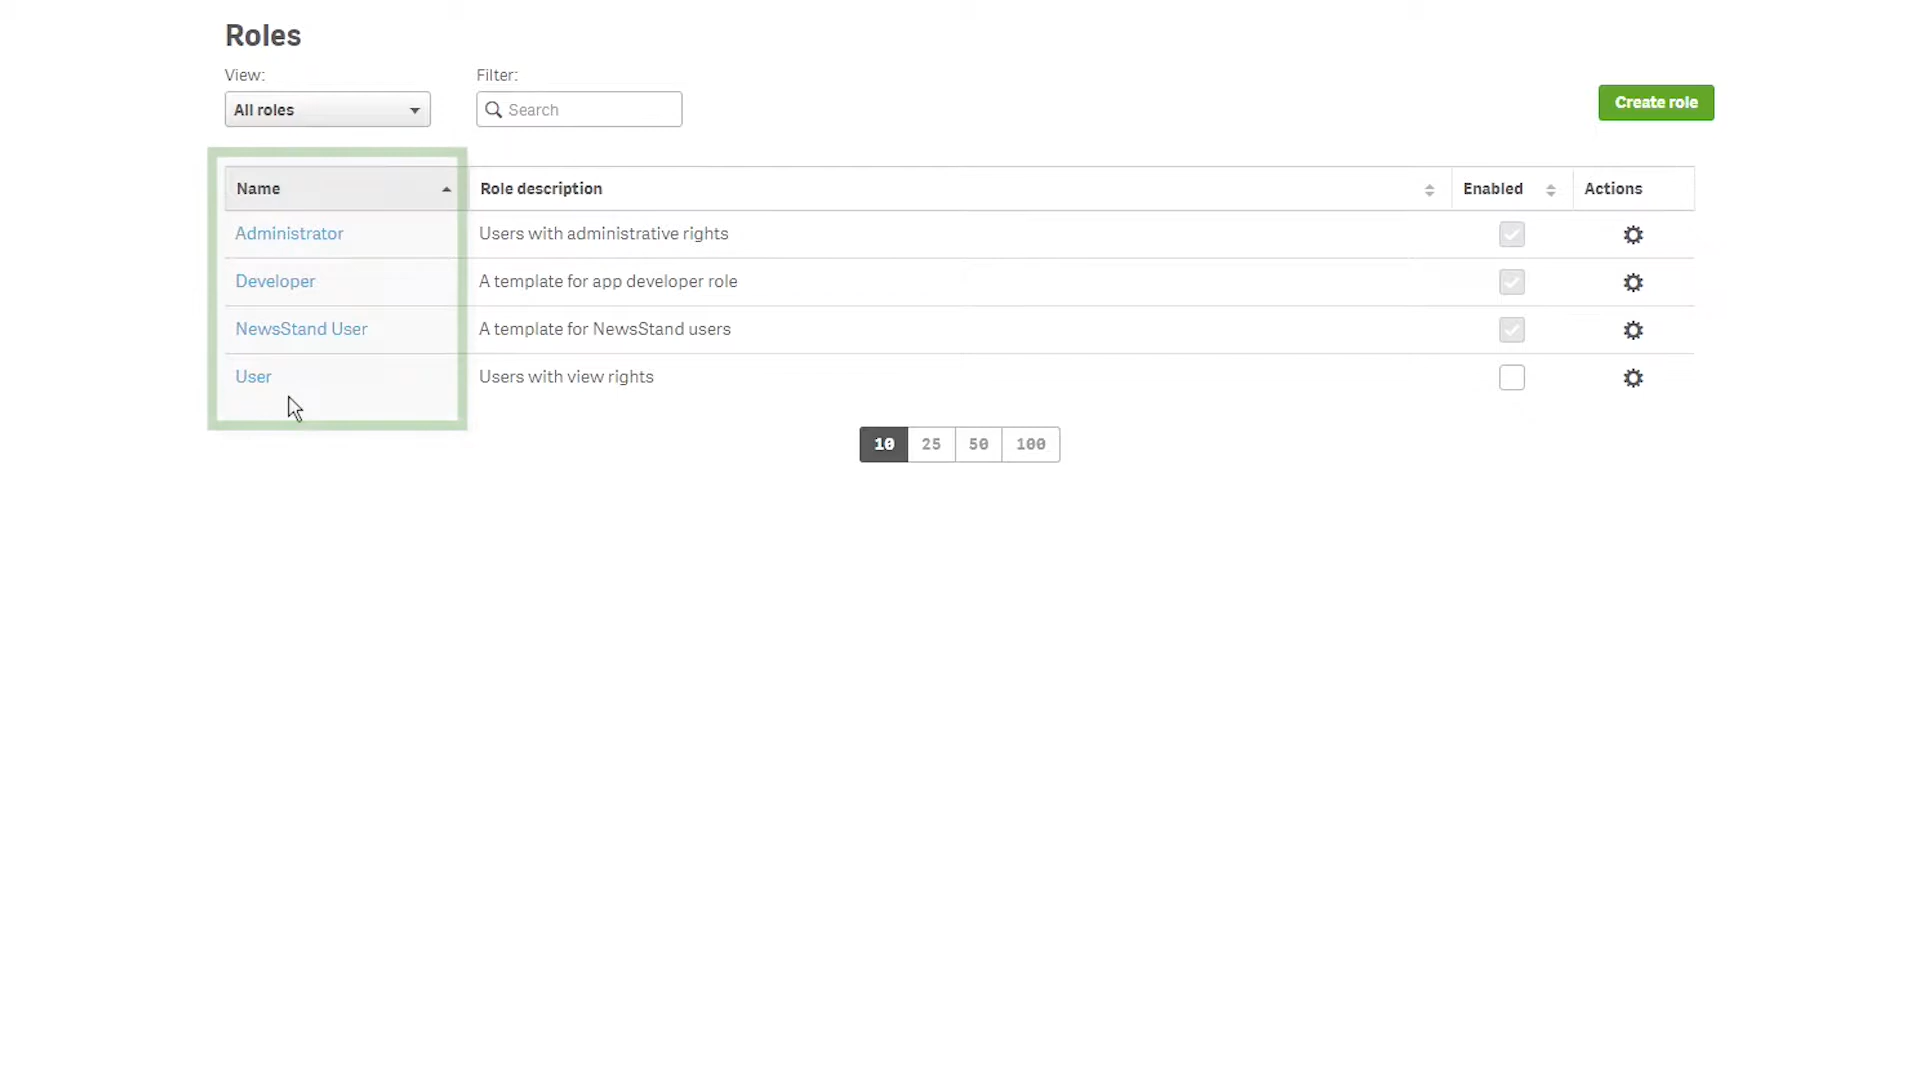 Roles
View:
Filter:
All roles
Search
Create role
Name
Role description
Enabled
Actions
Administrator
Users with administrative rights
Developer
A template for app developer role
NewsStand User
A template for NewsStand users
User
Users with view rights
10 25 50 100